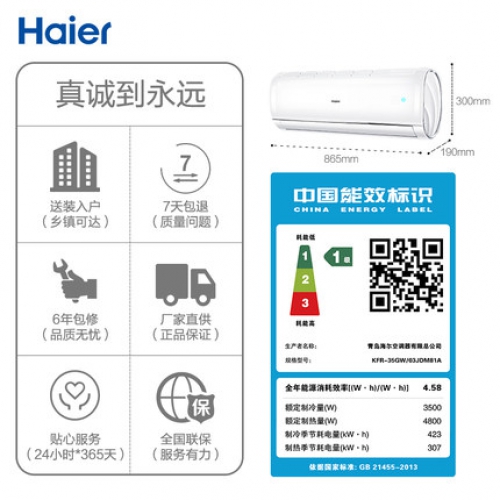 Haier
真诚到永远
送装入户
（乡镇可达）
7
7天包退
（质量问题）
6年包修
（品质无忧）
厂家直供
（正品保证）
贴心服务
（24小时*365天）
保
全国联保
（服务有力）
Haier
300mm
190mm
865mm
中国能效标识
CHINA ENERGY LABEL
耗能低
1
1级
2
3
耗能高
生产者名称： 青岛海尔空调器有限总公司
规格型号： KFR-35GW/03JDM81A
全年能源消耗效率[(W·h)/(W·h)] 4.58
额定制冷量(W) 3500
额定制热量(W) 4800
制冷季节耗电量(kW·h) 423
制热季节耗电量(kW·h) 307
依据国家标准: GB 21455-2013